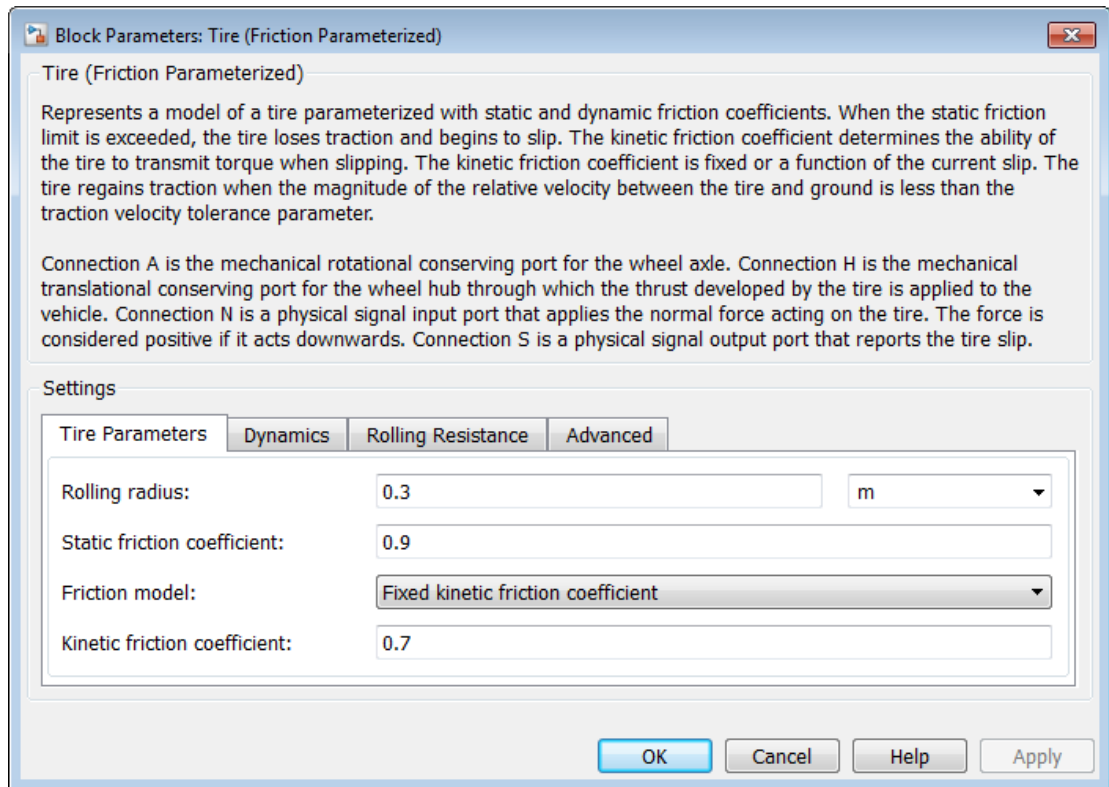 Block Parameters: Tire (Friction Parameterized)
Tire (Friction Parameterized)
Represents a model of a tire parameterized with static and dynamic friction coefficients. When the static friction
limit is exceeded, the tire loses traction and begins to slip. The kinetic friction coefficient determines the ability of
the tire to transmit torque when slipping. The kinetic friction coefficient is fixed or a function of the current slip. The
tire regains traction when the magnitude of the relative velocity between the tire and ground is less than the
traction velocity tolerance parameter.
Connection A is the mechanical rotational conserving port for the wheel axle. Connection H is the mechanical
translational conserving port for the wheel hub through which the thrust developed by the tire is applied to the
vehicle. Connection N is a physical signal input port that applies the normal force acting on the tire. The force is
considered positive if it acts downwards. Connection S is a physical signal output port that reports the tire slip.
Settings
Tire Parameters Dynamics Rolling Resistance Advanced
Rolling radius: 0.3 m
Static friction coefficient: 0.9
Friction model: Fixed kinetic friction coefficient
Kinetic friction coefficient: 0.7
OK Cancel Help Apply